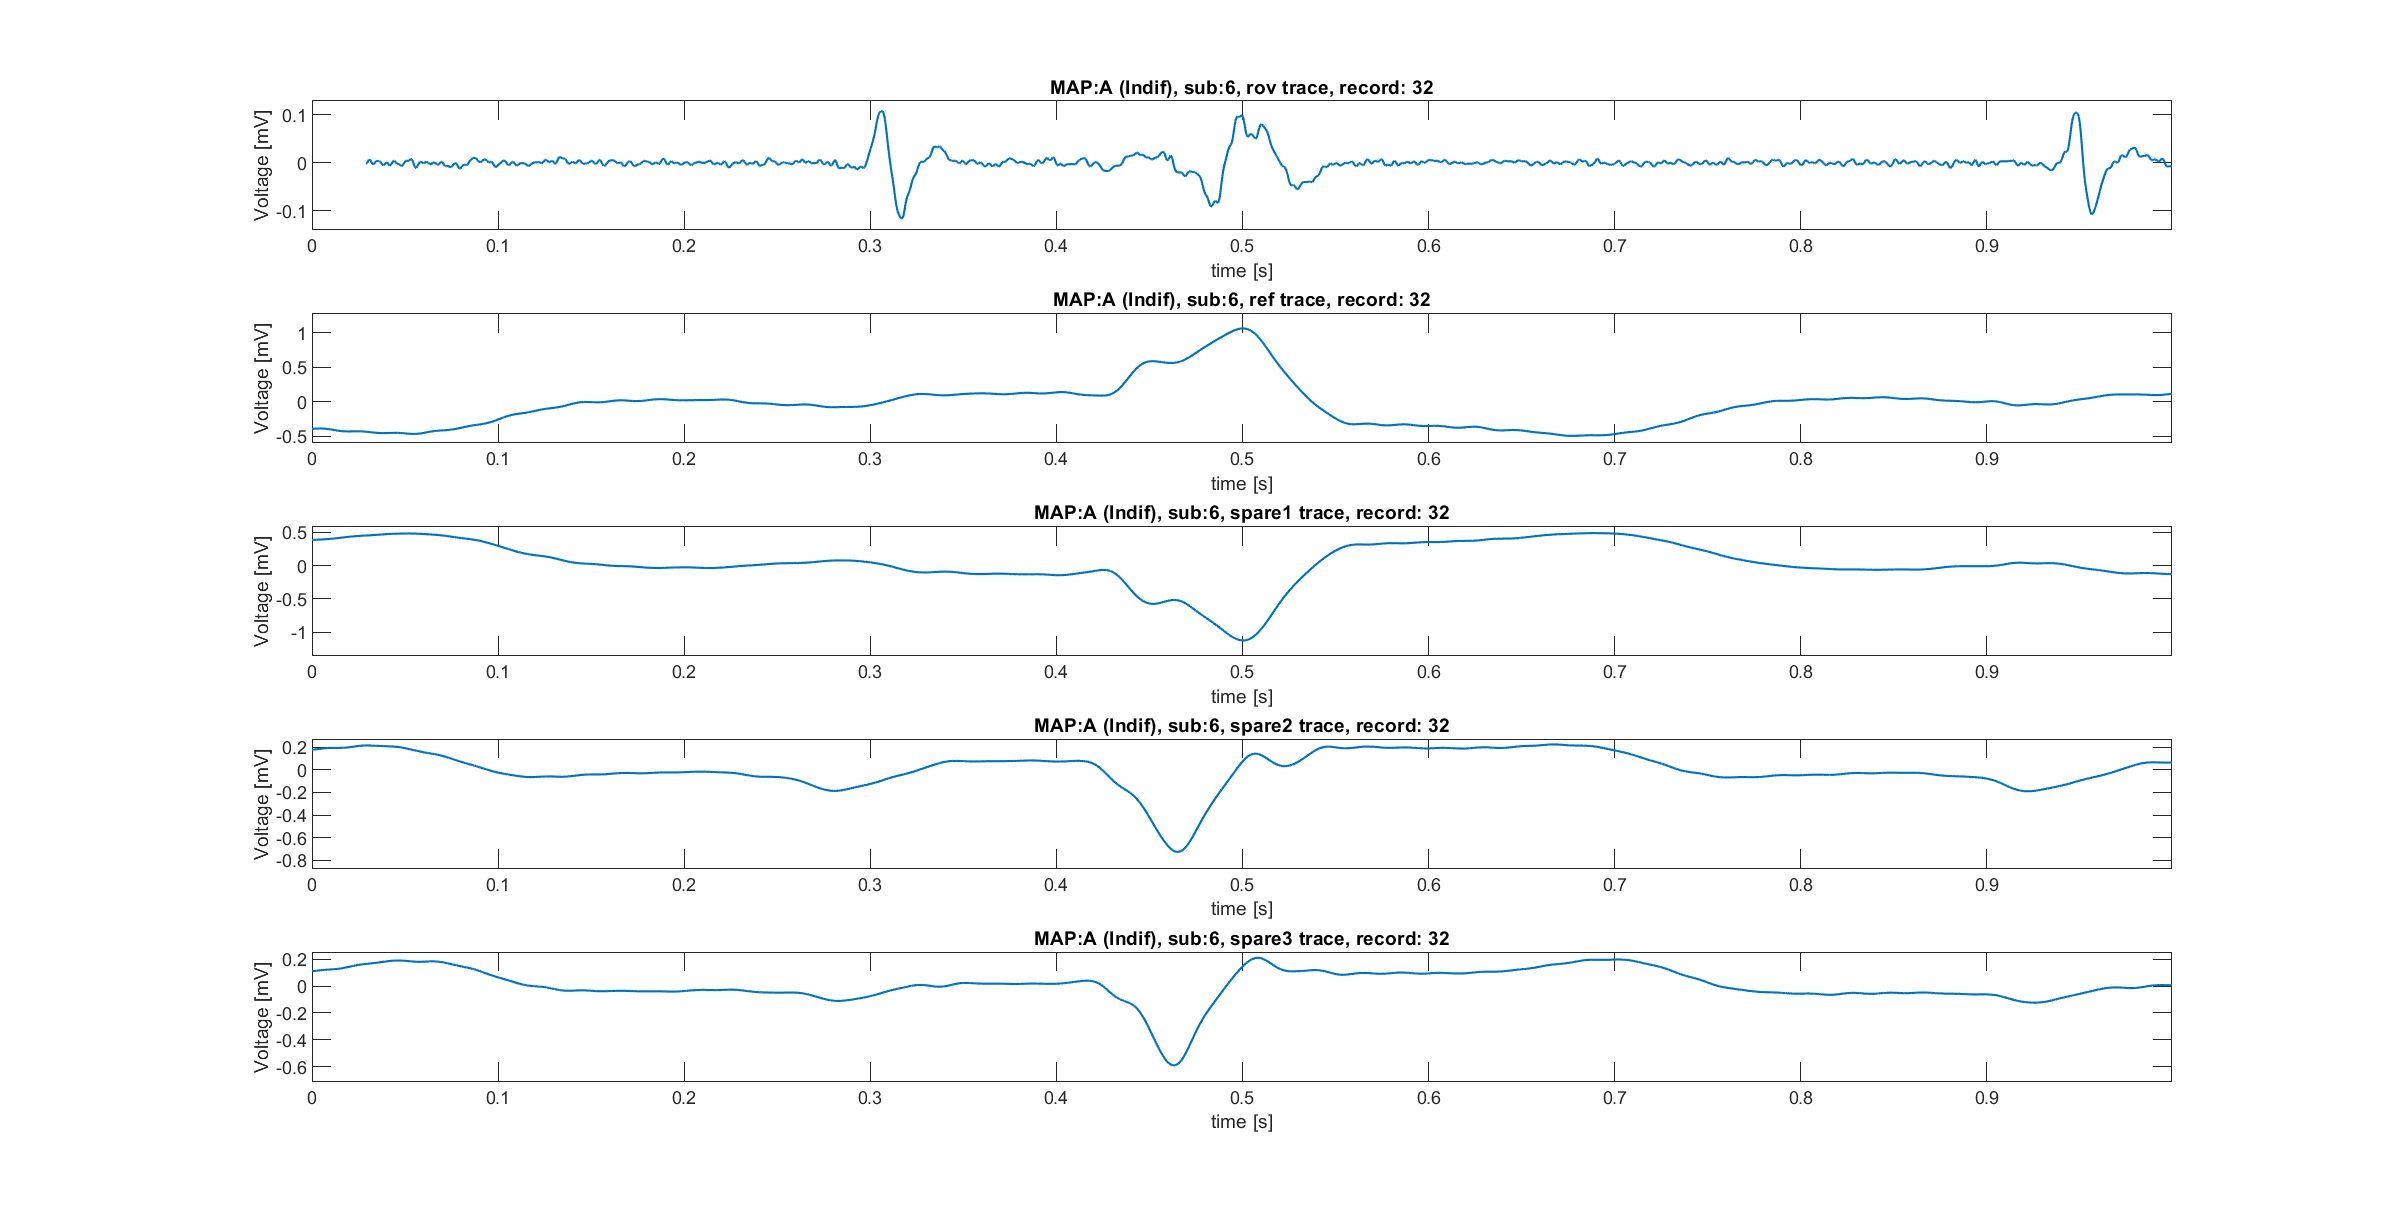 MAP:A (Indif), sub:6, rov trace, record: 32
Voltage [mV]
0.1
0
-0.1
0 0.1 0.2 0.3 0.4 0.5 0.6 0.7 0.8 0.9
time [s]
MAP:A (Indif), sub:6, ref trace, record: 32
Voltage [mV]
1
0.5
0
-0.5
0 0.1 0.2 0.3 0.4 0.5 0.6 0.7 0.8 0.9
time [s]
MAP:A (Indif), sub:6, spare1 trace, record: 32
Voltage [mV]
0.5
0
-0.5
-1
0 0.1 0.2 0.3 0.4 0.5 0.6 0.7 0.8 0.9
time [s]
MAP:A (Indif), sub:6, spare2 trace, record: 32
Voltage [mV]
0.2
0
-0.2
-0.4
-0.6
-0.8
0 0.1 0.2 0.3 0.4 0.5 0.6 0.7 0.8 0.9
time [s]
MAP:A (Indif), sub:6, spare3 trace, record: 32
Voltage [mV]
0.2
0
-0.2
-0.4
-0.6
0 0.1 0.2 0.3 0.4 0.5 0.6 0.7 0.8 0.9
time [s]